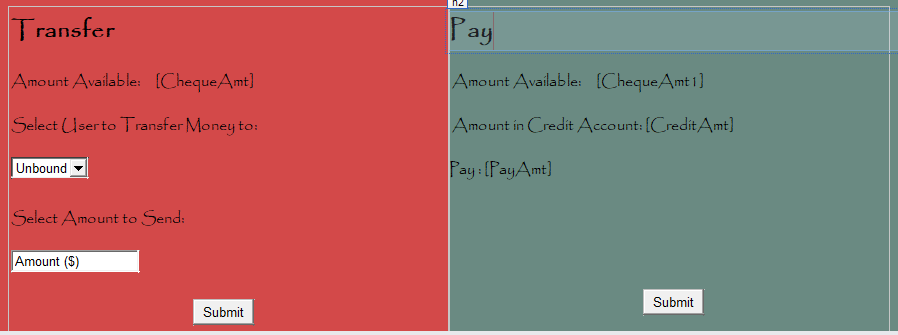 Transfer
Amount Available: [ChequeAmt]
Select User to Transfer Money to:
Unbound
Select Amount to Send:
Amount ($)
Submit
h2
Pay
Amount Available: [ChequeAmt1]
Amount in Credit Account: [CreditAmt]
Pay : [PayAmt]
Submit